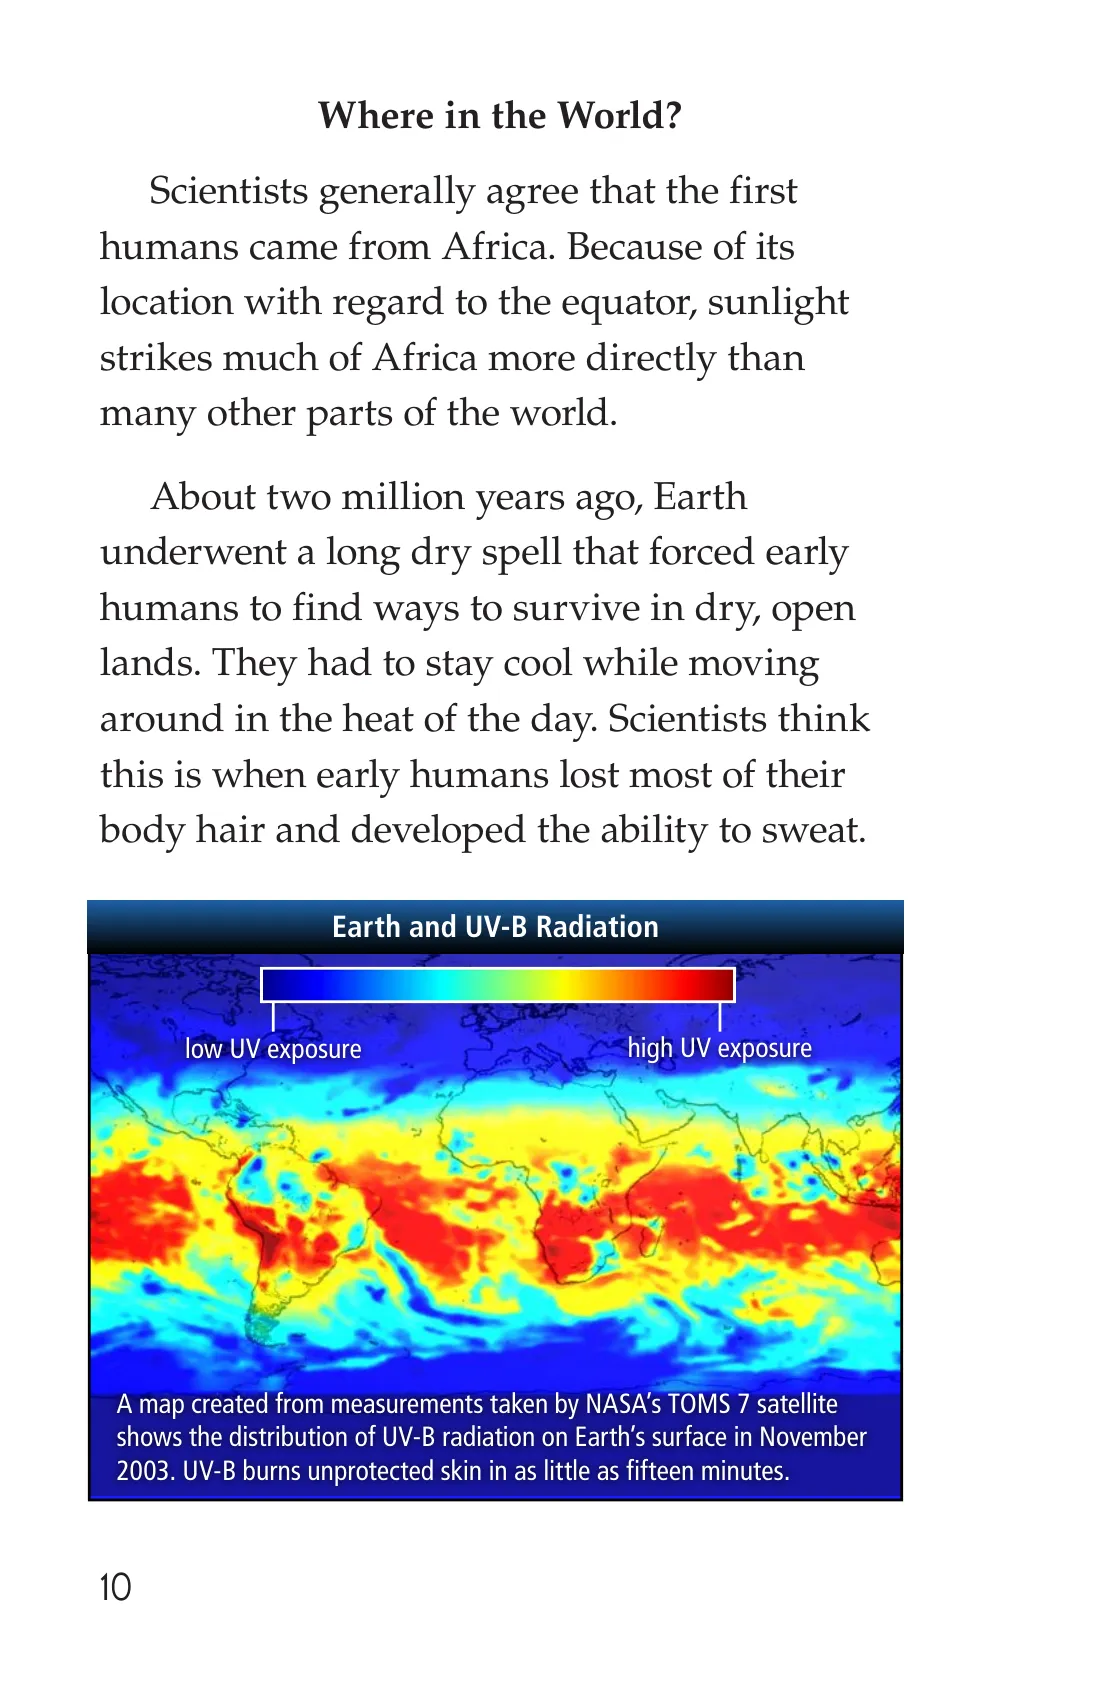 Where in the World?
Scientists generally agree that the first
humans came from Africa. Because of its
location with regard to the equator, sunlight
strikes much of Africa more directly than
many other parts of the world.
About two million years ago, Earth
underwent a long dry spell that forced early
humans to find ways to survive in dry, open
lands. They had to stay cool while moving
around in the heat of the day. Scientists think
this is when early humans lost most of their
body hair and developed the ability to sweat.
Earth and UV-B Radiation
low UV exposure
high UV exposure
A map created from measurements taken by NASA’s TOMS 7 satellite
shows the distribution of UV-B radiation on Earth’s surface in November
2003. UV-B burns unprotected skin in as little as fifteen minutes.
10